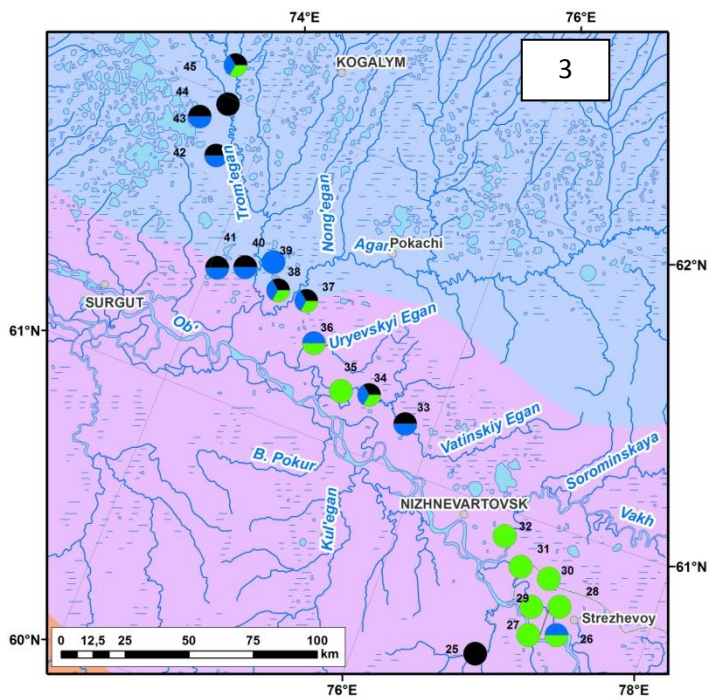 74°E 76°E
3
45
KOGALYM
44
43
42
Trom'egan
Nong'egan
41 40 39
Agan
Pokachi
62°N
38
37
SURGUT
61°N
Ob'
36
Uryevskyi Egan
35 34
33
Vatinskiy Egan
B. Pokur
Sorominskaya
Kul'egan
NIZHNEVARTOVSK
Vakh
32
31
61°N
30
28
29
Strezhevoy
60°N
27 26
25
0 12,5 25 50 75 100
km
76°E 78°E